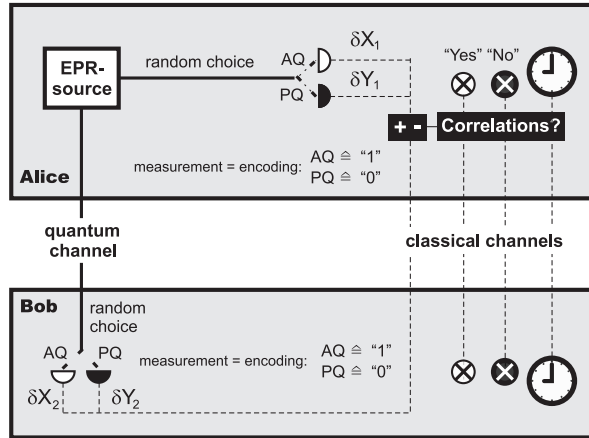 EPR-
source
random choice
AQ
PQ
δX₁
δY₁
"Yes" "No"
+ -
Correlations?
measurement = encoding:
AQ ≙ "1"
PQ ≙ "0"
Alice
quantum
channel
classical channels
Bob
random
choice
AQ
PQ
δX₂
δY₂
measurement = encoding:
AQ ≙ "1"
PQ ≙ "0"